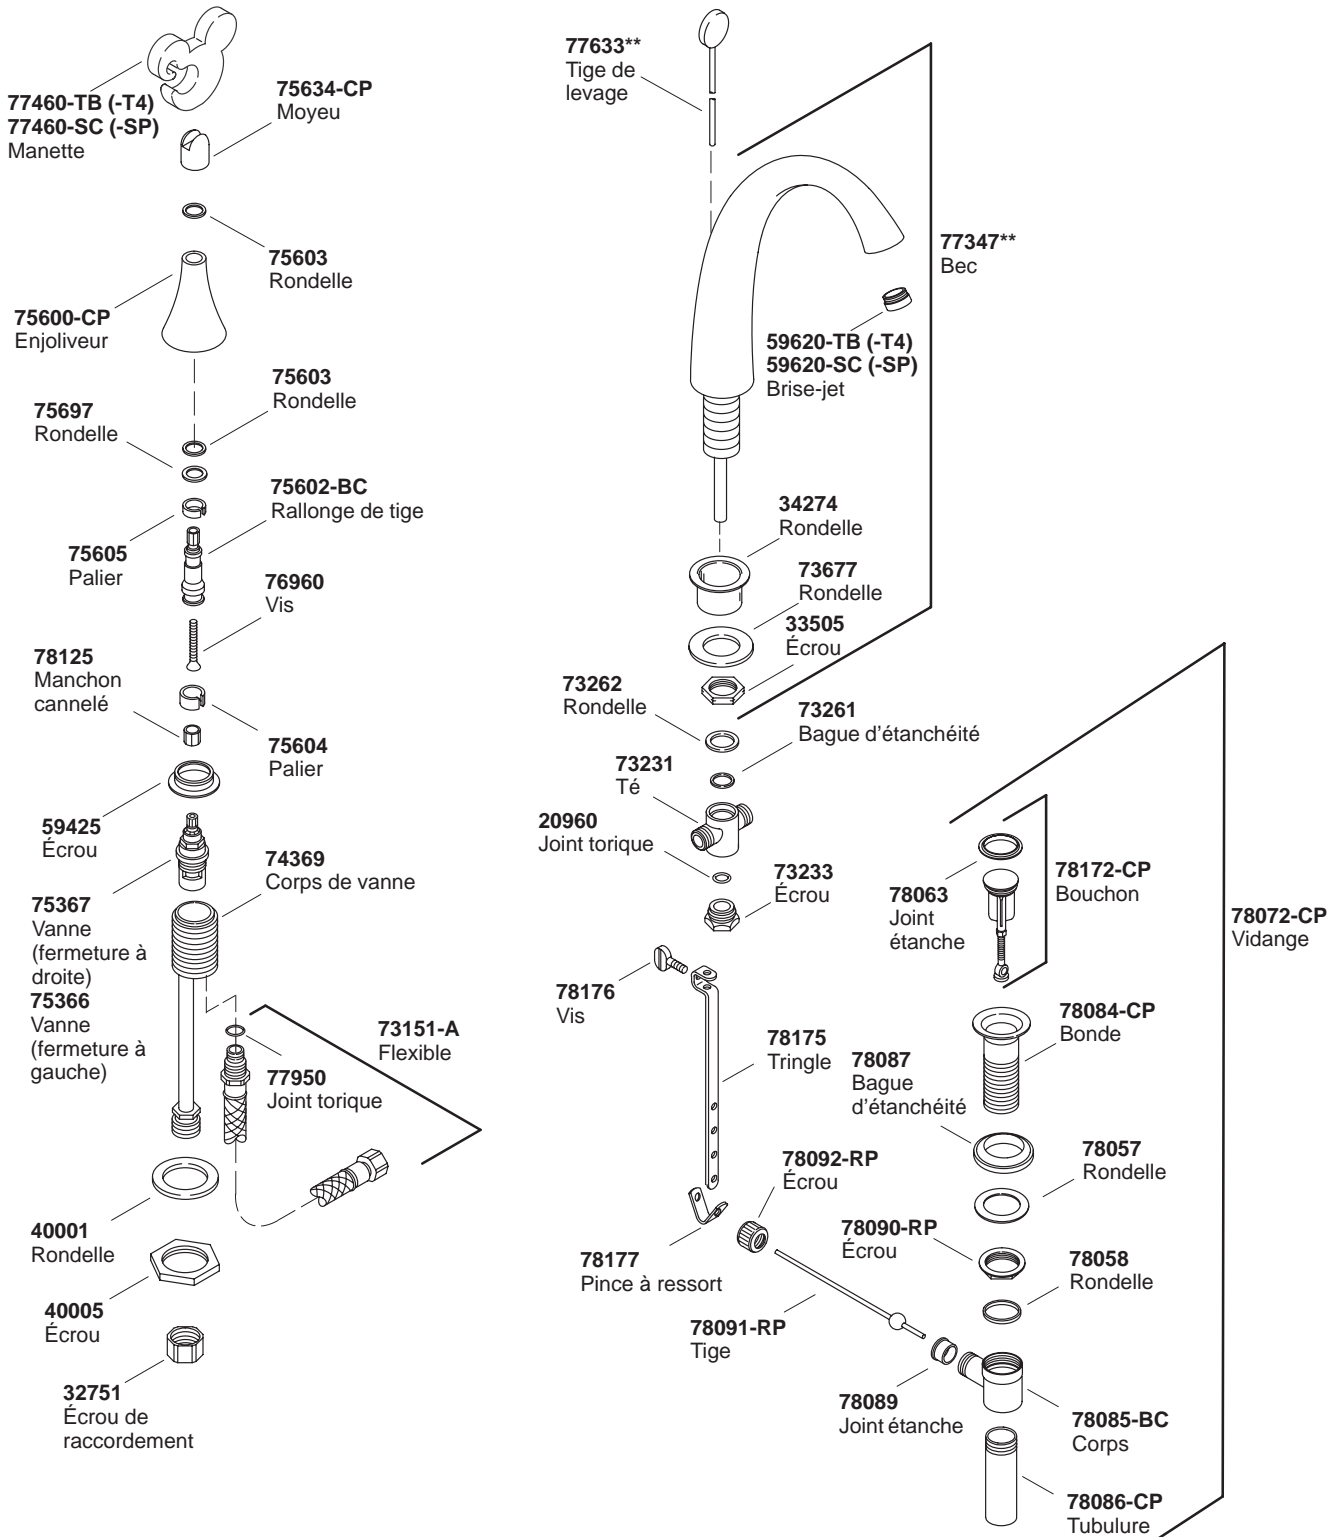 77460-TB (-T4)
77460-SC (-SP)
Manette
75634-CP
Moyeu
75603
Rondelle
75600-CP
Enjoliveur
75603
Rondelle
75697
Rondelle
75602-BC
Rallonge de tige
75605
Palier
76960
Vis
78125
Manchon
cannelé
75604
Palier
59425
Écrou
74369
Corps de vanne
75367
Vanne
(fermeture à
droite)
75366
Vanne
(fermeture à
gauche)
73151-A
Flexible
77950
Joint torique
40001
Rondelle
40005
Écrou
32751
Écrou de
raccordement
77633**
Tige de
levage
77347**
Bec
59620-TB (-T4)
59620-SC (-SP)
Brise-jet
34274
Rondelle
73677
Rondelle
33505
Écrou
73262
Rondelle
73261
Bague d'étanchéité
73231
Té
20960
Joint torique
73233
Écrou
78176
Vis
78175
Tringle
78092-RP
Écrou
78177
Pince à ressort
78091-RP
Tige
78063
Joint
étanche
78172-CP
Bouchon
78072-CP
Vidange
78084-CP
Bonde
78087
Bague
d'étanchéité
78057
Rondelle
78090-RP
Écrou
78058
Rondelle
78089
Joint étanche
78085-BC
Corps
78086-CP
Tubulure